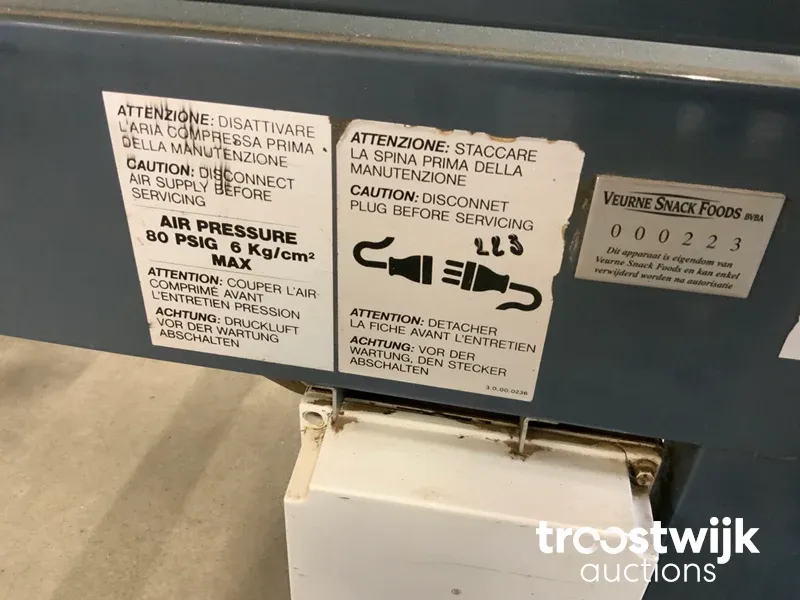 ATTENZIONE: DISATTIVARE
L'ARIA COMPRESSA PRIMA
DELLA MANUTENZIONE
CAUTION: DISCONNECT
AIR SUPPLY BEFORE
SERVICING
AIR PRESSURE
80 PSIG 6 Kg/cm²
MAX
ATTENTION: COUPER L'AIR
COMPRIMÉ AVANT
L'ENTRETIEN PRESSION
ACHTUNG: DRUCKLUFT
VOR DER WARTUNG
ABSCHALTEN
ATTENZIONE: STACCARE
LA SPINA PRIMA DELLA
MANUTENZIONE
CAUTION: DISCONNET
PLUG BEFORE SERVICING
223
ATTENTION: DETACHER
LA FICHE AVANT L'ENTRETIEN
ACHTUNG: VOR DER
WARTUNG, DEN STECKER
ABSCHALTEN
3.0.00.0236
VEURNE SNACK FOODS BVBA
000223
Dit apparaat is eigendom van
Veurne Snack Foods en kan enkel
verwijderd worden na autorisatie
troostwijk
auctions